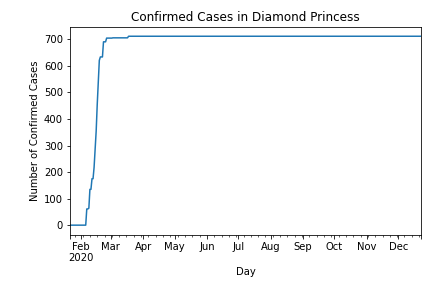 Confirmed Cases in Diamond Princess
Number of Confirmed Cases
700
600
500
400
300
200
100
0
Feb Mar Apr May Jun Jul Aug Sep Oct Nov Dec
2020
Day